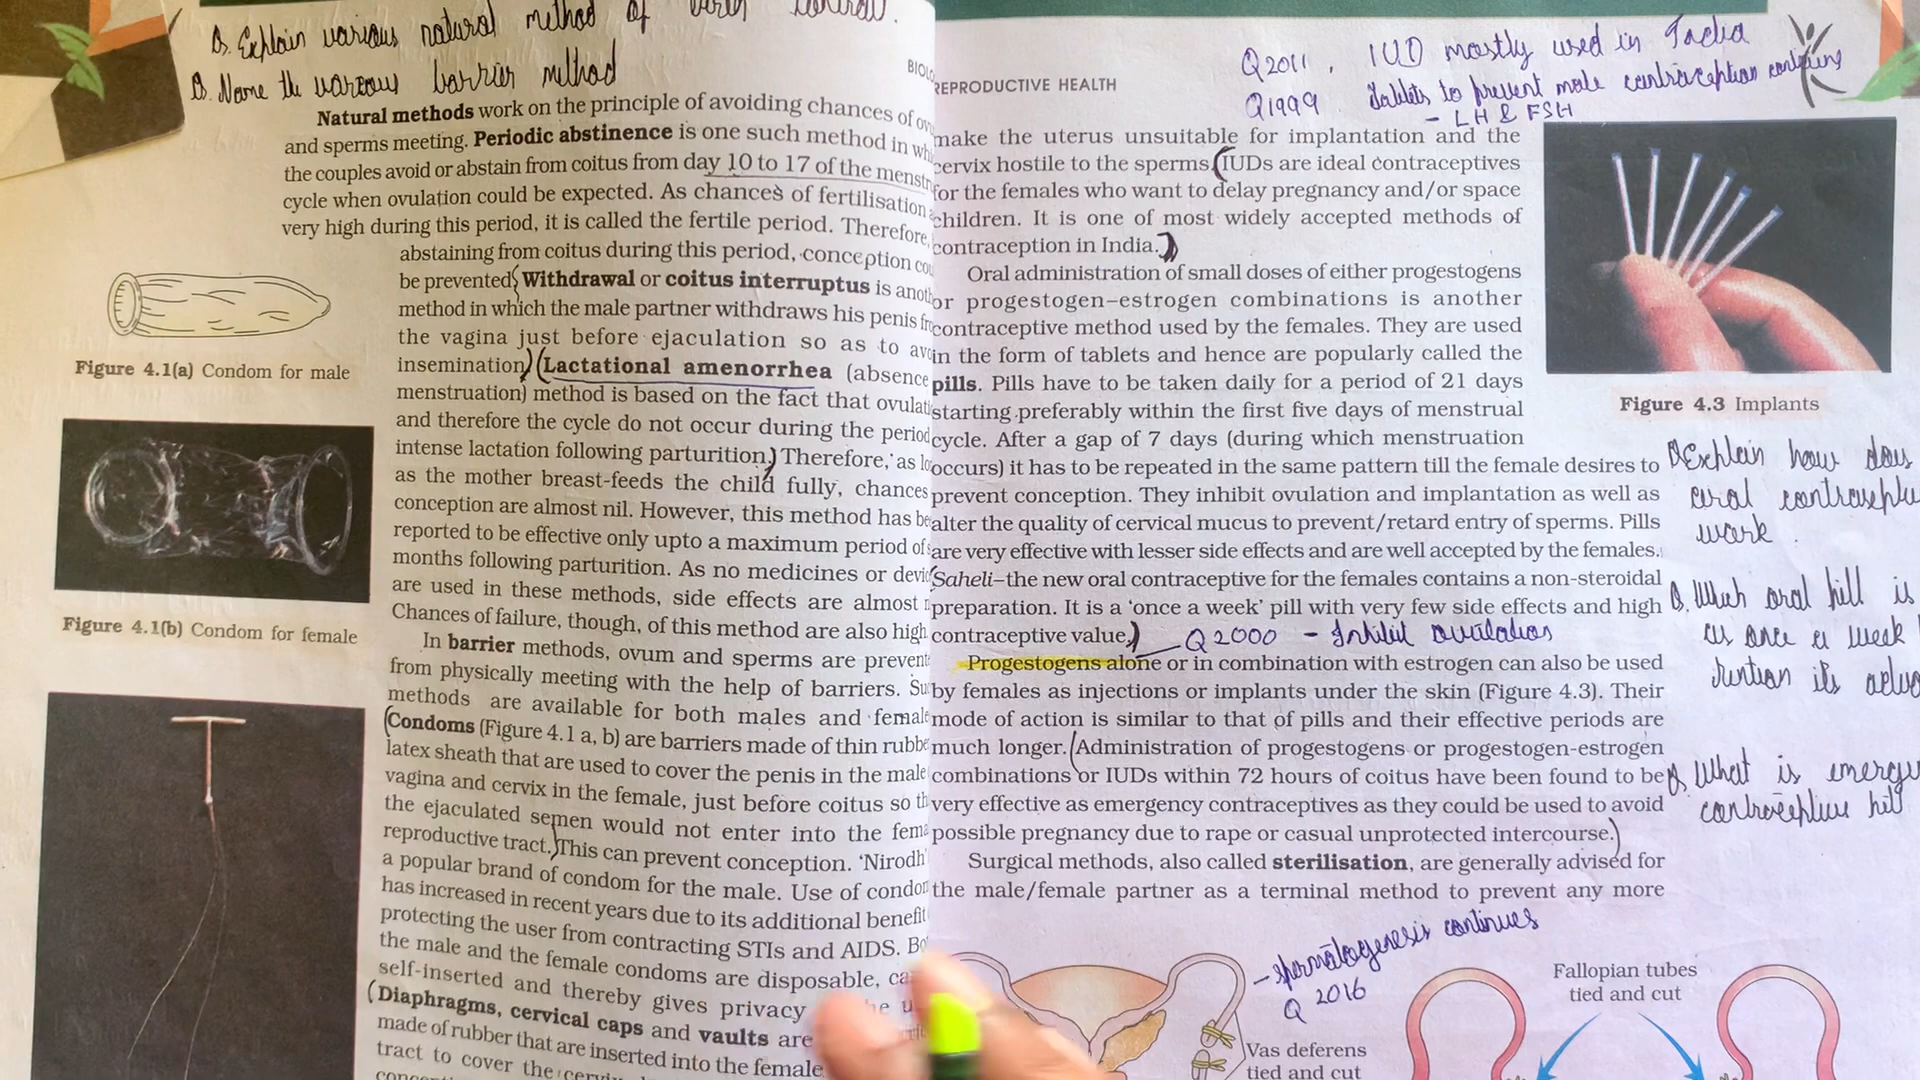 Q. Explain various natural method of birth control.
Q. Name the various barrier method
Natural methods work on the principle of avoiding chances of
and sperms meeting. Periodic abstinence is one such method in
the couples avoid or abstain from coitus from day 10 to 17 of the
cycle when ovulation could be expected. As chances of fertilisation
very high during this period, it is called the fertile period. Therefore,
abstaining from coitus during this period, conception
be prevented. Withdrawal or coitus interruptus is
method in which the male partner withdraws his penis
the vagina just before ejaculation so as to
insemination. Lactational amenorrhea (absence
menstruation) method is based on the fact that
and therefore the cycle do not occur during the period
intense lactation following parturition. Therefore, as
as the mother breast-feeds the child fully, chances
conception are almost nil. However, this method has
reported to be effective only upto a maximum period of
months following parturition. As no medicines or
are used in these methods, side effects are almost
Chances of failure, though, of this method are also high
In barrier methods, ovum and sperms are
from physically meeting with the help of barriers.
methods are available for both males and
(Condoms (Figure 4.1 a, b) are barriers made of thin
latex sheath that are used to cover the penis in the male
vagina and cervix in the female, just before coitus so
the ejaculated semen would not enter into the
reproductive tract.) This can prevent conception. 'Nirodh'
a popular brand of condom for the male. Use of
has increased in recent years due to its additional
protecting the user from contracting STIs and AIDS.
the male and the female condoms are disposable,
self-inserted and thereby gives privacy
(Diaphragms, cervical caps and vaults are
made of rubber that are inserted into the female
tract to cover the
Figure 4.1(a) Condom for male
Figure 4.1(b) Condom for female
REPRODUCTIVE HEALTH
Q 2011, IUD mostly used in India
Q 1999 Tablets to prevent male contraception containing
- LH & FSH
make the uterus unsuitable for implantation and the
cervix hostile to the sperms. (IUDs are ideal contraceptives
for the females who want to delay pregnancy and/or space
children. It is one of most widely accepted methods of
contraception in India.)
Oral administration of small doses of either progestogens
or progestogen–estrogen combinations is another
contraceptive method used by the females. They are used
in the form of tablets and hence are popularly called the
pills. Pills have to be taken daily for a period of 21 days
starting preferably within the first five days of menstrual
cycle. After a gap of 7 days (during which menstruation
occurs) it has to be repeated in the same pattern till the female desires to
prevent conception. They inhibit ovulation and implantation as well as
alter the quality of cervical mucus to prevent/retard entry of sperms. Pills
are very effective with lesser side effects and are well accepted by the females.
(Saheli–the new oral contraceptive for the females contains a non-steroidal
preparation. It is a 'once a week' pill with very few side effects and high
contraceptive value.) Q 2000 - Inhibit ovulation
Progestogens alone or in combination with estrogen can also be used
by females as injections or implants under the skin (Figure 4.3). Their
mode of action is similar to that of pills and their effective periods are
much longer. (Administration of progestogens or progestogen-estrogen
combinations or IUDs within 72 hours of coitus have been found to be
very effective as emergency contraceptives as they could be used to avoid
possible pregnancy due to rape or casual unprotected intercourse.)
Surgical methods, also called sterilisation, are generally advised for
the male/female partner as a terminal method to prevent any more
Figure 4.3 Implants
Q Explain how does
oral
work.
Q. Which oral pill is
as once a week
its
Q. What is
contraceptive pill
- spermatogenesis continues
Q 2016
Vas deferens
tied and cut
Fallopian tubes
tied and cut